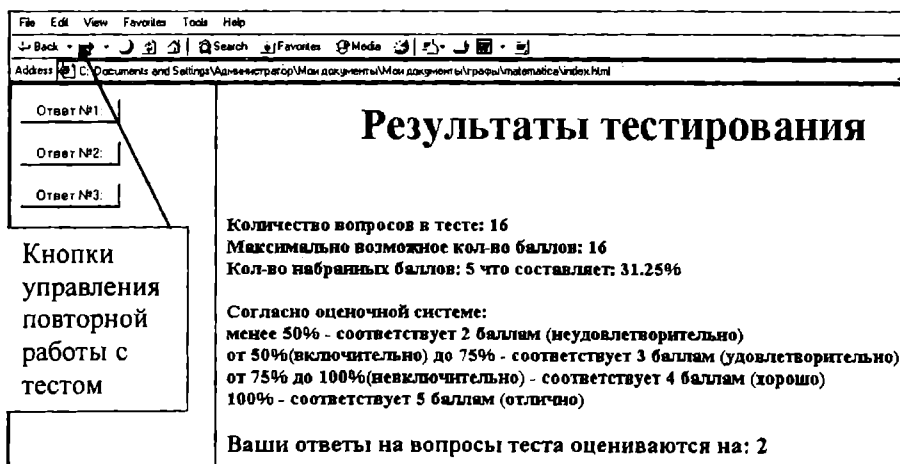 File Edit View Favorites Tools Help
Back Search Favorites Media
Address C:\Documents and Settings\Администратор\Мои документы\Мои документы\графы\matematica\index.html
Ответ №1:
Ответ №2:
Ответ №3:
Кнопки
управления
повторной
работы с
тестом
Результаты тестирования
Количество вопросов в тесте: 16
Максимально возможное кол-во баллов: 16
Кол-во набранных баллов: 5 что составляет: 31.25%
Согласно оценочной системе:
менее 50% - соответствует 2 баллам (неудовлетворительно)
от 50%(включительно) до 75% - соответствует 3 баллам (удовлетворительно)
от 75% до 100%(невключительно) - соответствует 4 баллам (хорошо)
100% - соответствует 5 баллам (отлично)
Ваши ответы на вопросы теста оцениваются на: 2